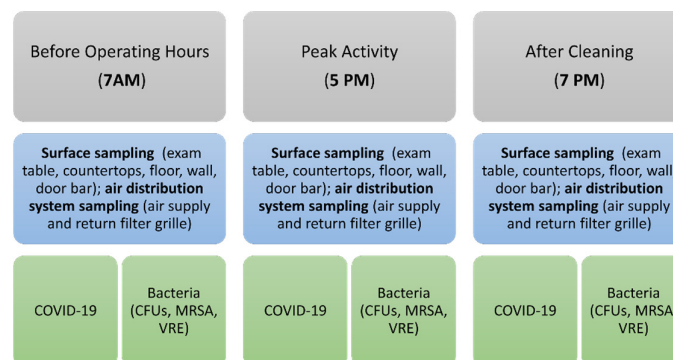 Before Operating Hours
(7AM)
Peak Activity
(5 PM)
After Cleaning
(7 PM)
Surface sampling (exam
table, countertops, floor, wall,
door bar); air distribution
system sampling (air supply
and return filter grille)
Surface sampling (exam
table, countertops, floor, wall,
door bar); air distribution
system sampling (air supply
and return filter grille)
Surface sampling (exam
table, countertops, floor, wall,
door bar); air distribution
system sampling (air supply
and return filter grille)
COVID-19
Bacteria
(CFUs, MRSA,
VRE)
COVID-19
Bacteria
(CFUs, MRSA,
VRE)
COVID-19
Bacteria
(CFUs, MRSA,
VRE)